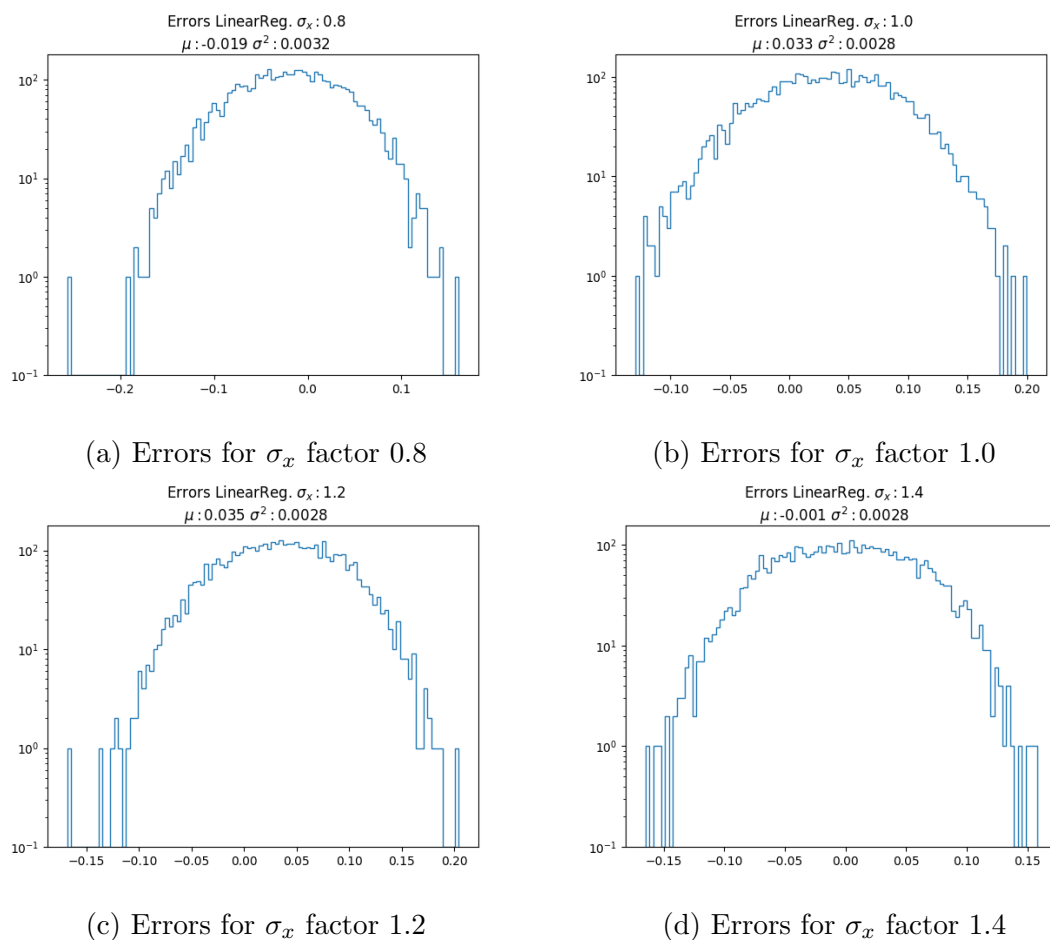 Errors LinearReg. σₓ: 0.8
μ: -0.019 σ²: 0.0032
10²
10¹
10⁰
10⁻¹
−0.2 −0.1 0.0 0.1
(a) Errors for σₓ factor 0.8
Errors LinearReg. σₓ: 1.0
μ: 0.033 σ²: 0.0028
10²
10¹
10⁰
10⁻¹
−0.10 −0.05 0.00 0.05 0.10 0.15 0.20
(b) Errors for σₓ factor 1.0
Errors LinearReg. σₓ: 1.2
μ: 0.035 σ²: 0.0028
10²
10¹
10⁰
10⁻¹
−0.15 −0.10 −0.05 0.00 0.05 0.10 0.15 0.20
(c) Errors for σₓ factor 1.2
Errors LinearReg. σₓ: 1.4
μ: -0.001 σ²: 0.0028
10²
10¹
10⁰
10⁻¹
−0.15 −0.10 −0.05 0.00 0.05 0.10 0.15
(d) Errors for σₓ factor 1.4